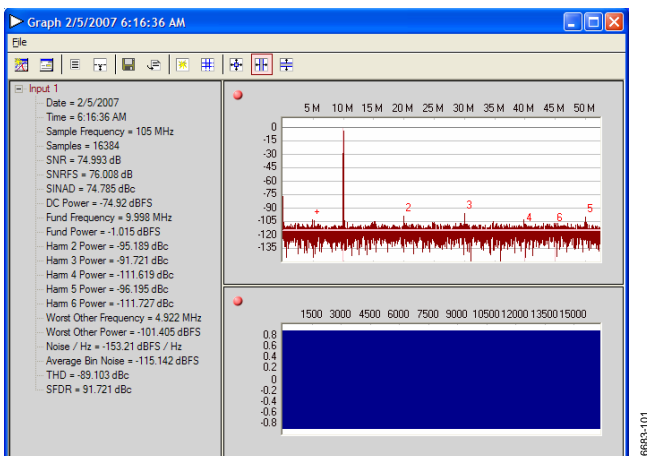 Graph 2/5/2007 6:16:36 AM
File
Input 1
Date = 2/5/2007
Time = 6:16:36 AM
Sample Frequency = 105 MHz
Samples = 16384
SNR = 74.993 dB
SNRFS = 76.008 dB
SINAD = 74.785 dBc
DC Power = -74.92 dBFS
Fund Frequency = 9.998 MHz
Fund Power = -1.015 dBFS
Harm 2 Power = -95.189 dBc
Harm 3 Power = -91.721 dBc
Harm 4 Power = -111.619 dBc
Harm 5 Power = -96.195 dBc
Harm 6 Power = -111.727 dBc
Worst Other Frequency = 4.922 MHz
Worst Other Power = -101.405 dBFS
Noise / Hz = -153.21 dBFS / Hz
Average Bin Noise = -115.142 dBFS
THD = -89.103 dBc
SFDR = 91.721 dBc
5 M 10 M 15 M 20 M 25 M 30 M 35 M 40 M 45 M 50 M
0
-15
-30
-45
-60
-75
-90
-105
-120
-135
+ 2 3 4 6 5
1500 3000 4500 6000 7500 9000 10500 12000 13500 15000
0.8
0.6
0.4
0.2
0
-0.2
-0.4
-0.6
-0.8
6683-101